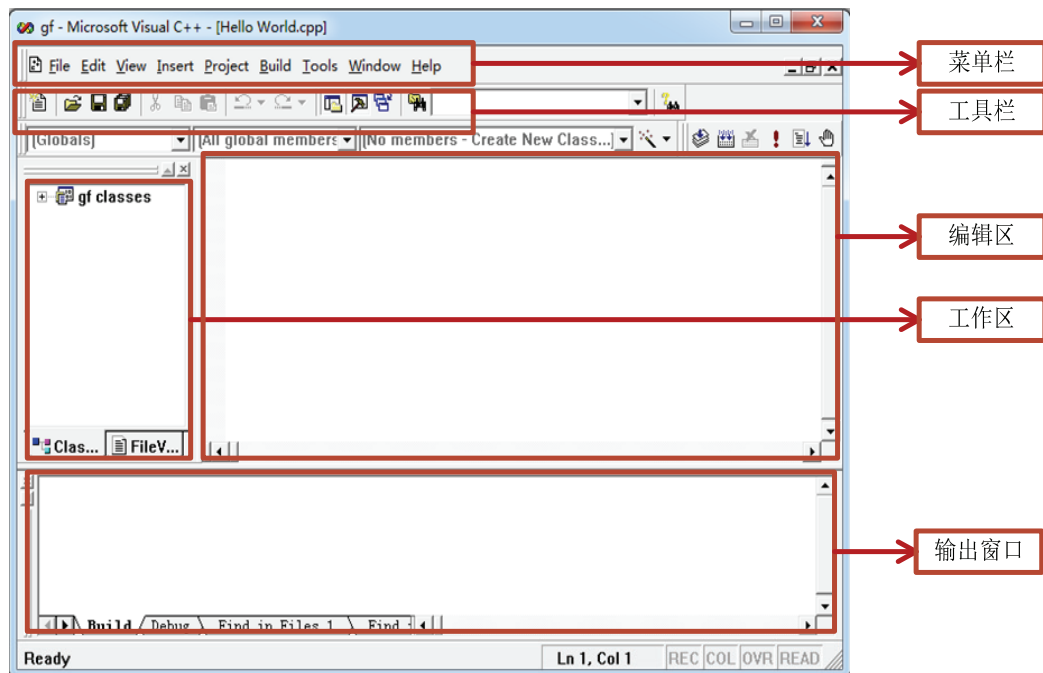 gf - Microsoft Visual C++ - [Hello World.cpp]
File Edit View Insert Project Build Tools Window Help
菜单栏
工具栏
[Globals] [All global members [No members - Create New Class...]
gf classes
编辑区
工作区
Clas... FileV...
输出窗口
Build Debug Find in Files 1 Find
Ready Ln 1, Col 1 REC COL OVR READ